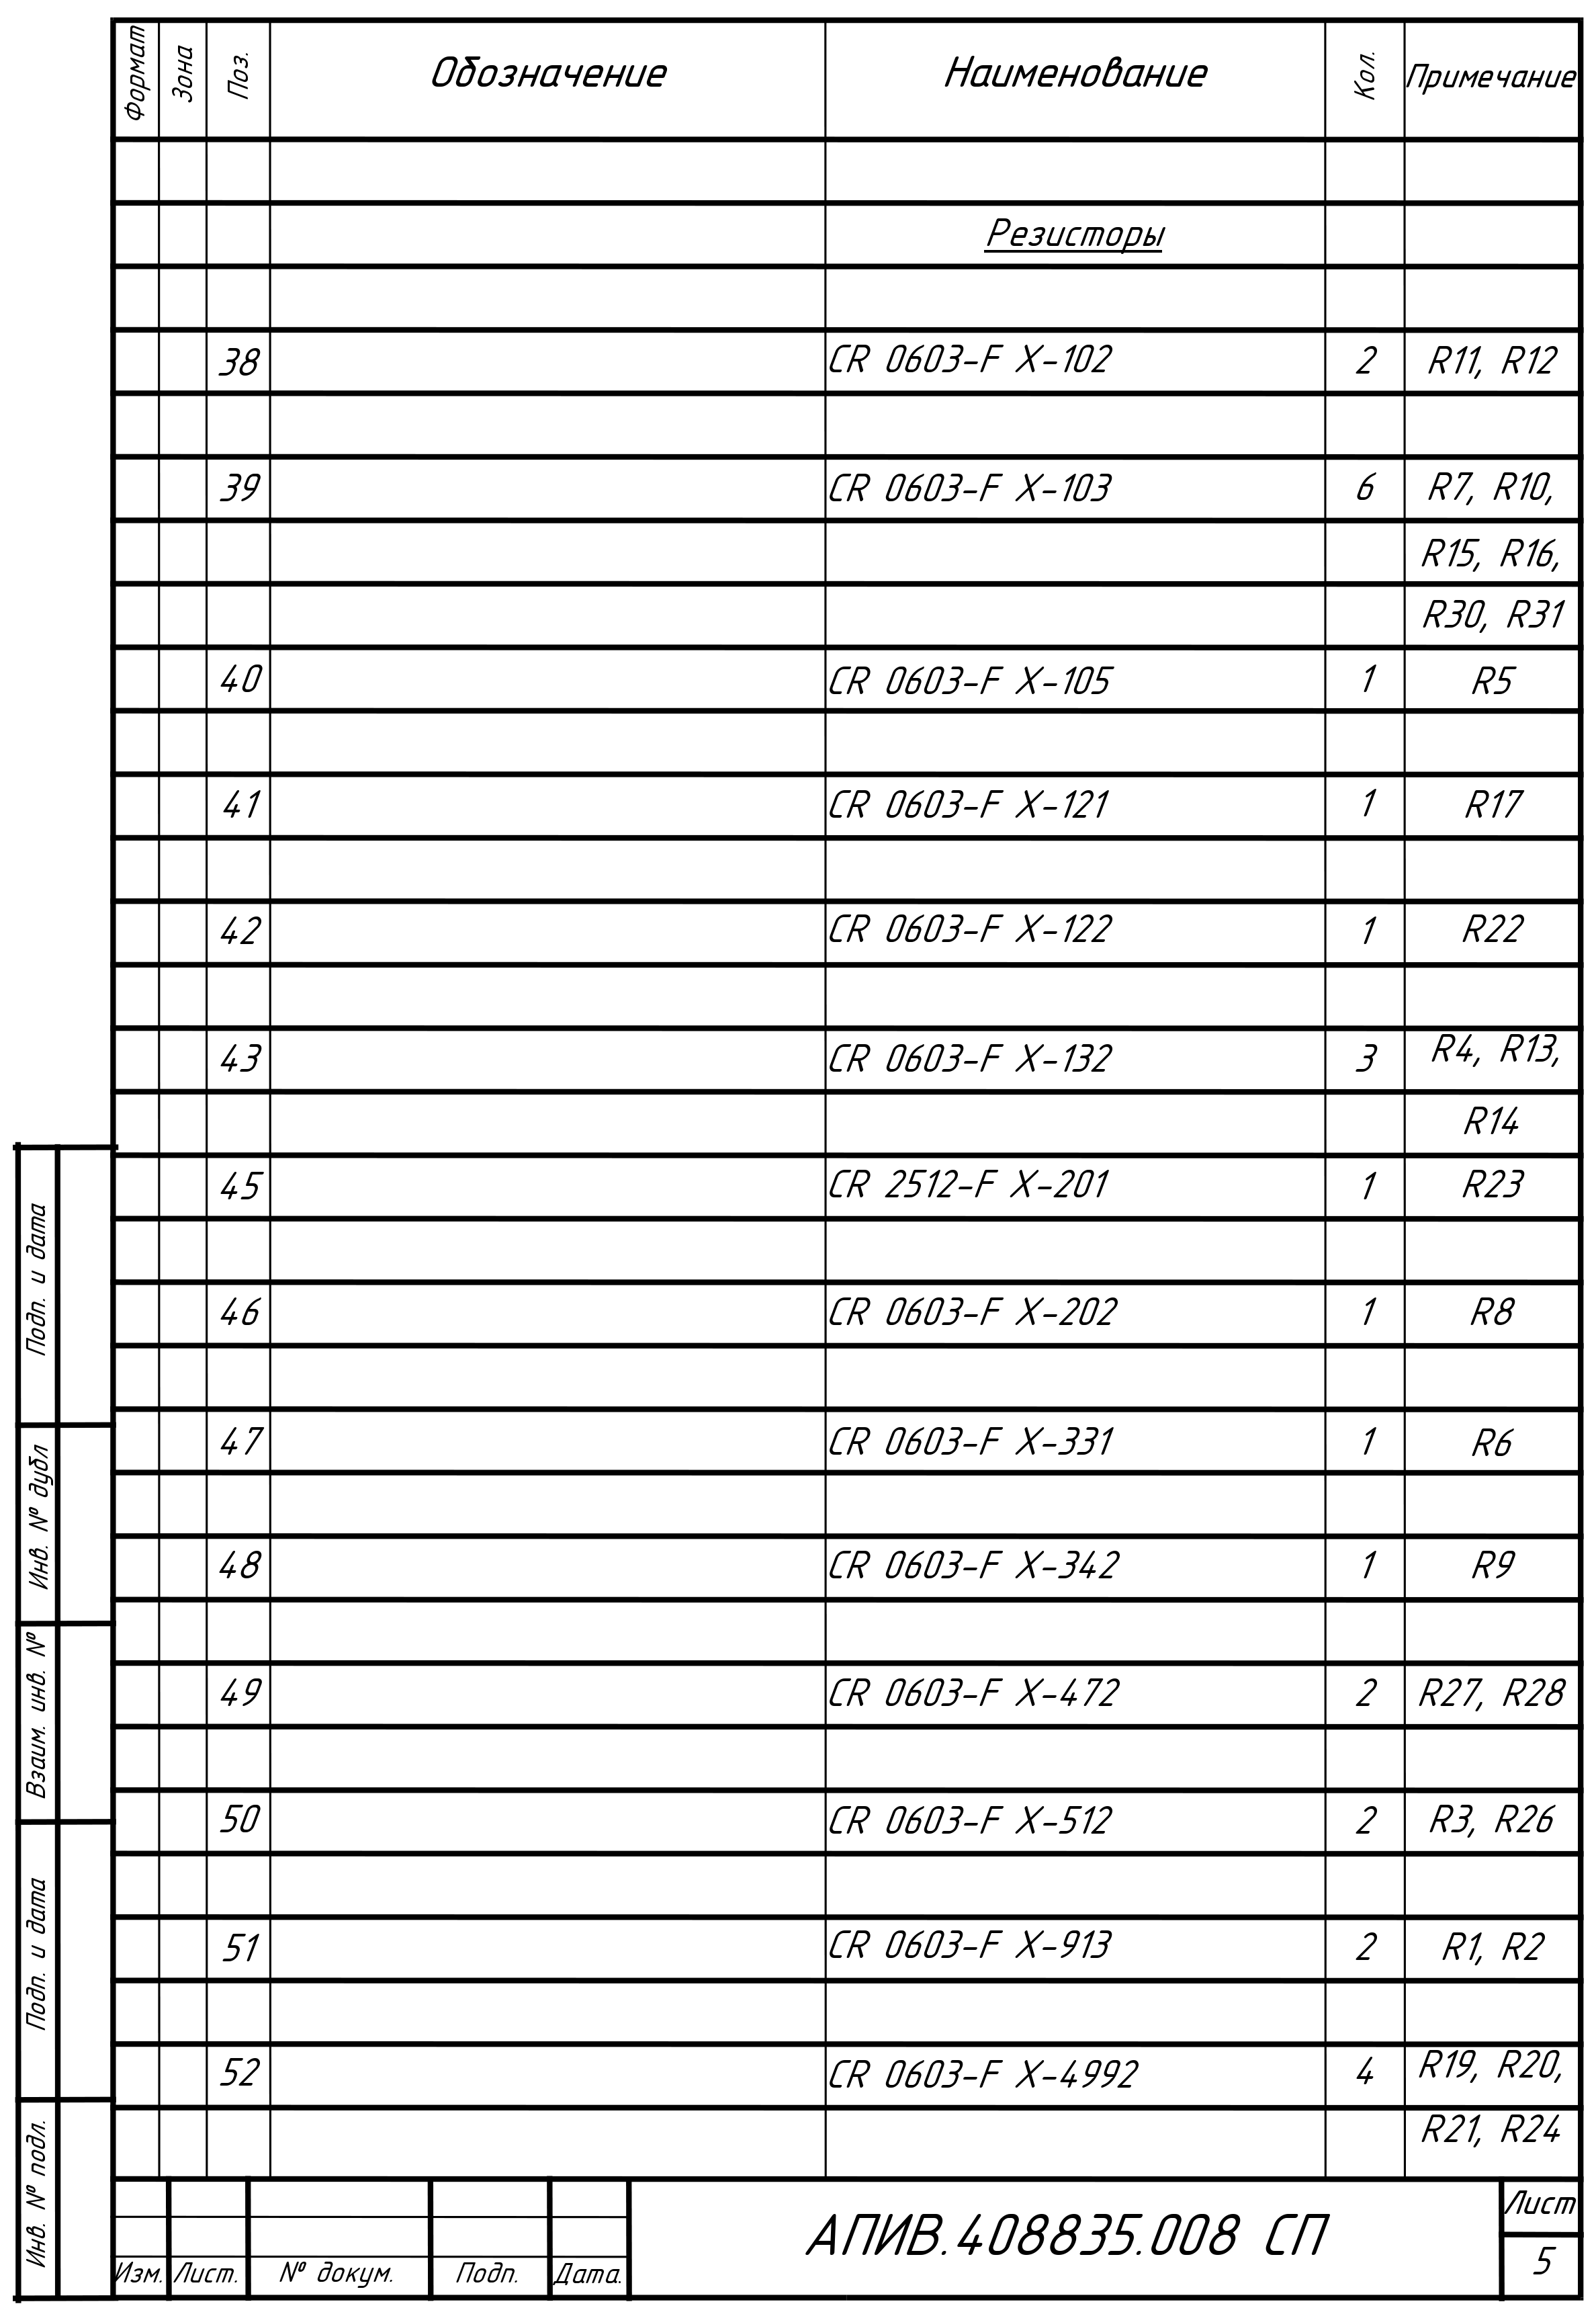 Формат Зона Поз. Обозначение Наименование Кол. Примечание
Резисторы
38 CR 0603-F X-102 2 R11, R12
39 CR 0603-F X-103 6 R7, R10,
R15, R16,
R30, R31
40 CR 0603-F X-105 1 R5
41 CR 0603-F X-121 1 R17
42 CR 0603-F X-122 1 R22
43 CR 0603-F X-132 3 R4, R13,
R14
45 CR 2512-F X-201 1 R23
46 CR 0603-F X-202 1 R8
47 CR 0603-F X-331 1 R6
48 CR 0603-F X-342 1 R9
49 CR 0603-F X-472 2 R27, R28
50 CR 0603-F X-512 2 R3, R26
51 CR 0603-F X-913 2 R1, R2
52 CR 0603-F X-4992 4 R19, R20,
R21, R24
Подп. и дата
Инв. № дубл
Взаим. инв. №
Подп. и дата
Инв. № подл.
Изм. Лист. № докум. Подп. Дата.
АПИВ.408835.008 СП
Лист
5